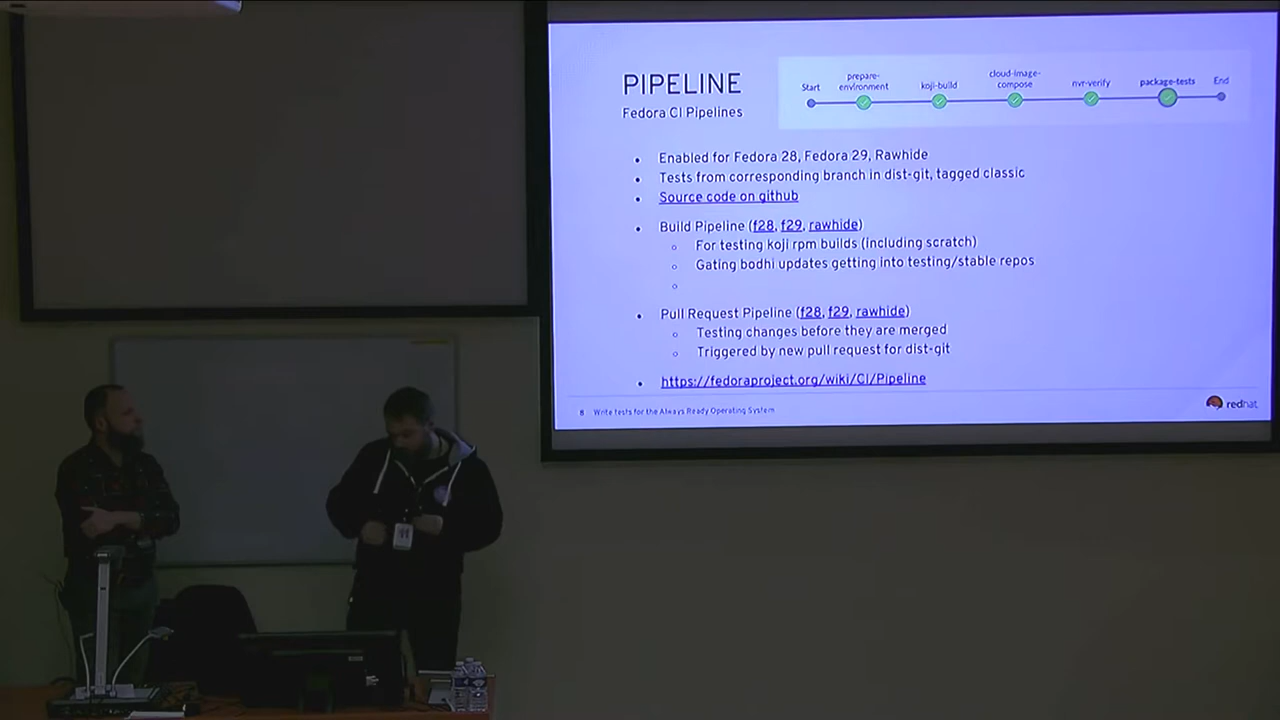 PIPELINE
Fedora CI Pipelines
Start
prepare-
environment
koji-build
cloud-image-
compose
nvr-verify
package-tests
End
Enabled for Fedora 28, Fedora 29, Rawhide
Tests from corresponding branch in dist-git, tagged classic
Source code on github
Build Pipeline (f28, f29, rawhide)
For testing koji rpm builds (including scratch)
Gating bodhi updates getting into testing/stable repos
Pull Request Pipeline (f28, f29, rawhide)
Testing changes before they are merged
Triggered by new pull request for dist-git
https://fedoraproject.org/wiki/CI/Pipeline
8 Write tests for the Always Ready Operating System
redhat